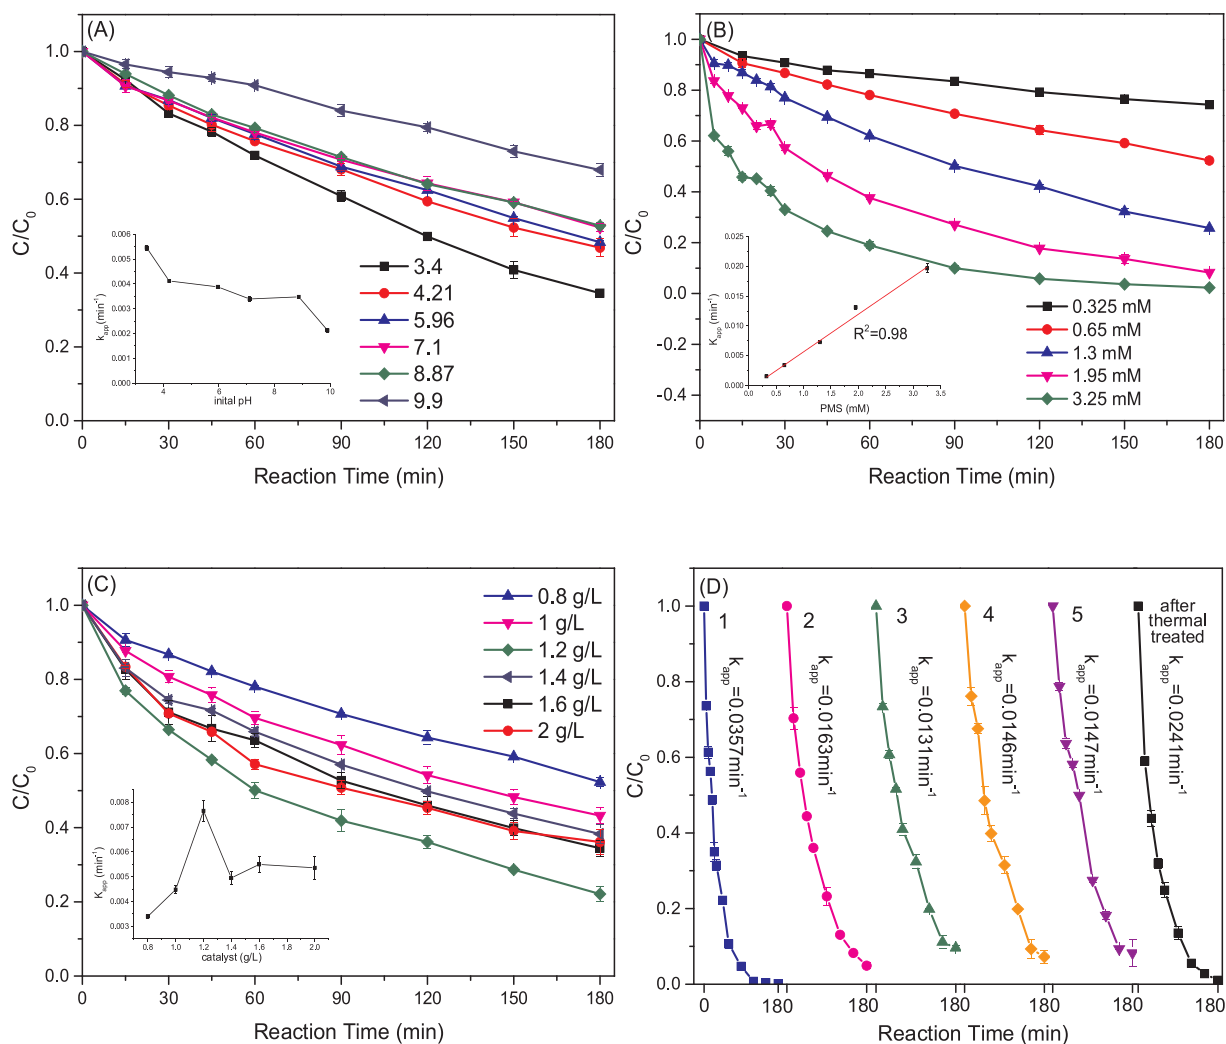 (A)
1.0
0.8
0.6
0.4
0.2
0.0
C/C0
0.006
0.005
0.004
0.003
0.002
0.001
0.000
kapp (min-1)
4 6 8 10
inital pH
3.4
4.21
5.96
7.1
8.87
9.9
0 30 60 90 120 150 180
Reaction Time (min)
(B)
1.0
0.8
0.6
0.4
0.2
0.0
-0.2
-0.4
C/C0
0.025
0.020
0.015
0.010
0.005
0.000
Kapp (min-1)
R2=0.98
0.0 0.5 1.0 1.5 2.0 2.5 3.0 3.5
PMS (mM)
0.325 mM
0.65 mM
1.3 mM
1.95 mM
3.25 mM
0 30 60 90 120 150 180
Reaction Time (min)
(C)
1.0
0.8
0.6
0.4
0.2
0.0
C/C0
0.8 g/L
1 g/L
1.2 g/L
1.4 g/L
1.6 g/L
2 g/L
0.008
0.007
0.006
0.005
0.004
0.003
Kapp (min-1)
0.8 1.0 1.2 1.4 1.6 1.8 2.0
catalyst (g/L)
0 30 60 90 120 150 180
Reaction Time (min)
(D)
1.0
0.8
0.6
0.4
0.2
0.0
C/C0
1
2
3
4
5
after
thermal
treated
kapp=0.0357min-1
kapp=0.0163min-1
kapp=0.0131min-1
kapp=0.0146min-1
kapp=0.0147min-1
kapp=0.0241min-1
0 180 180 180 180 180 180
Reaction Time (min)